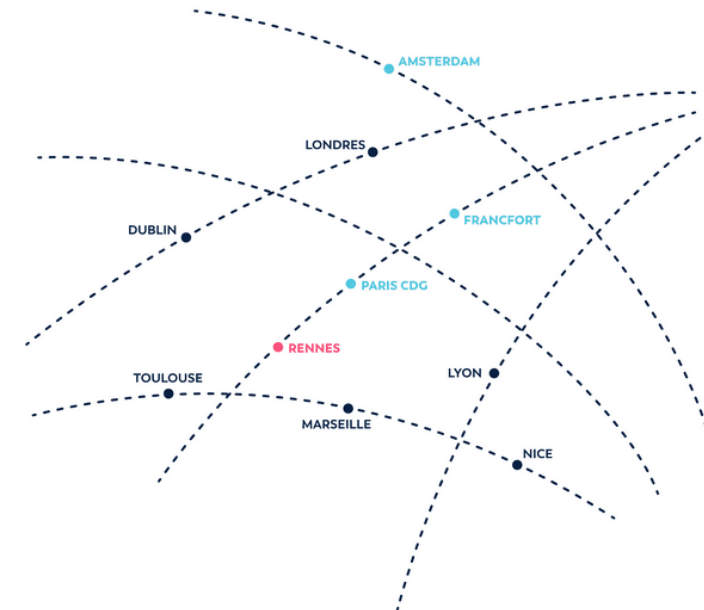 AMSTERDAM
LONDRES
FRANCFORT
DUBLIN
PARIS CDG
RENNES
LYON
TOULOUSE
MARSEILLE
NICE